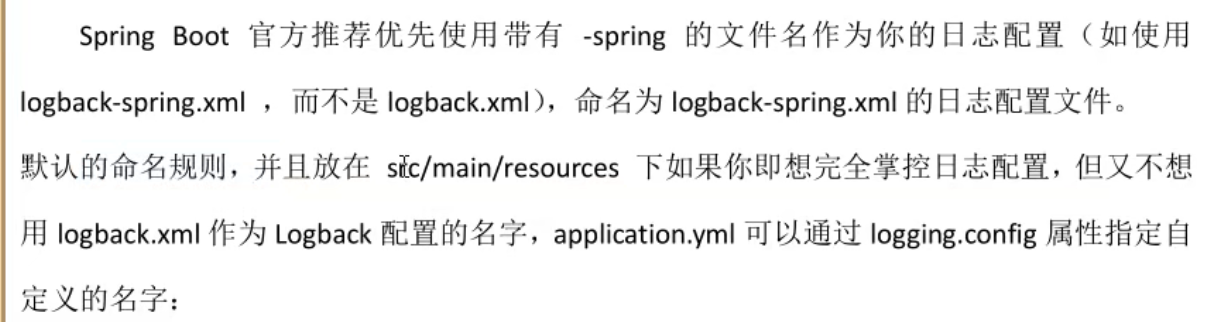 Spring Boot 官方推荐优先使用带有 -spring 的文件名作为你的日志配置（如使用
logback-spring.xml ，而不是 logback.xml），命名为 logback-spring.xml 的日志配置文件。
默认的命名规则，并且放在 src/main/resources 下如果你即想完全掌控日志配置，但又不想
用 logback.xml 作为 Logback 配置的名字，application.yml 可以通过 logging.config 属性指定自
定义的名字：